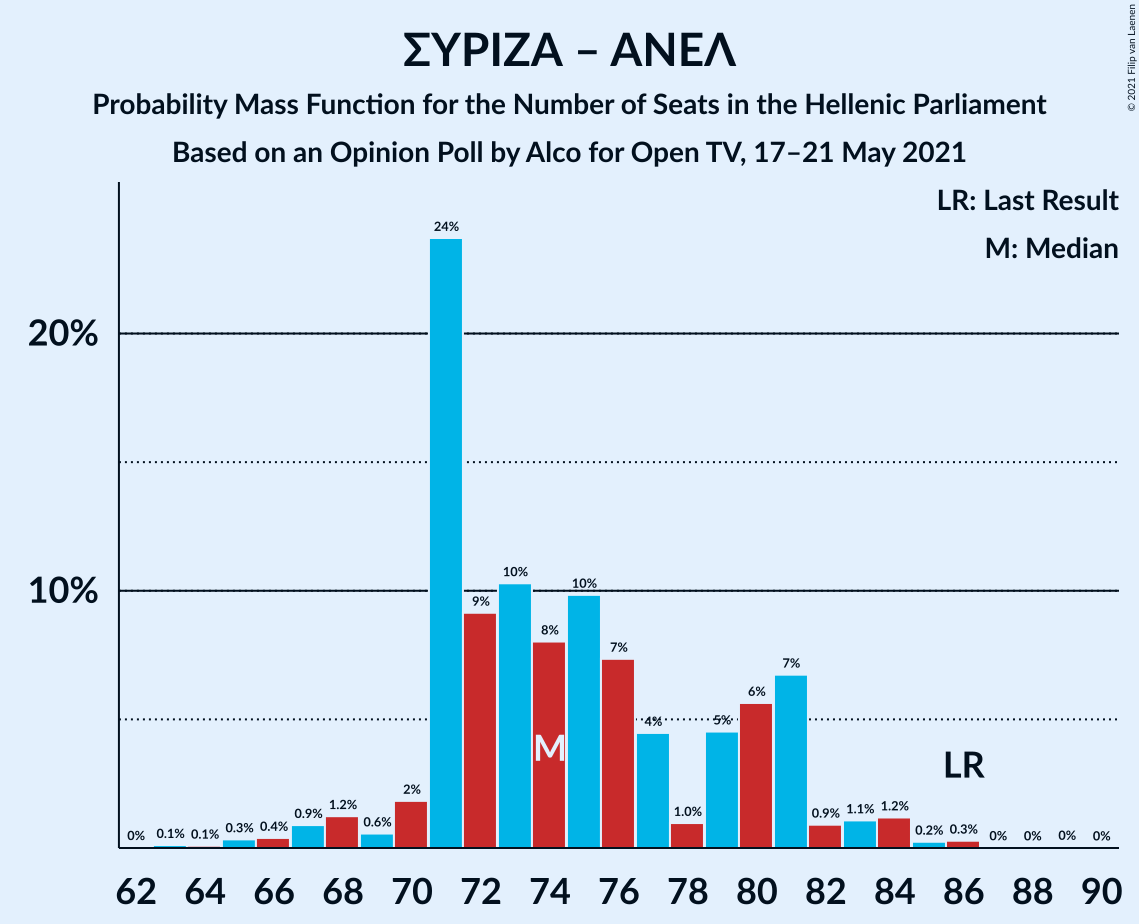 ΣΥΡΙΖΑ – ΑΝΕΛ
Probability Mass Function for the Number of Seats in the Hellenic Parliament
Based on an Opinion Poll by Alco for Open TV, 17–21 May 2021
© 2021 Filip van Laenen
LR: Last Result
M: Median
20%
10%
0% 0.1% 0.1% 0.3% 0.4% 0.9% 1.2% 0.6% 2% 24% 9% 10% 8% 10% 7% 4% 1.0% 5% 6% 7% 0.9% 1.1% 1.2% 0.2% 0.3% 0% 0% 0% 0%
M
LR
62 64 66 68 70 72 74 76 78 80 82 84 86 88 90